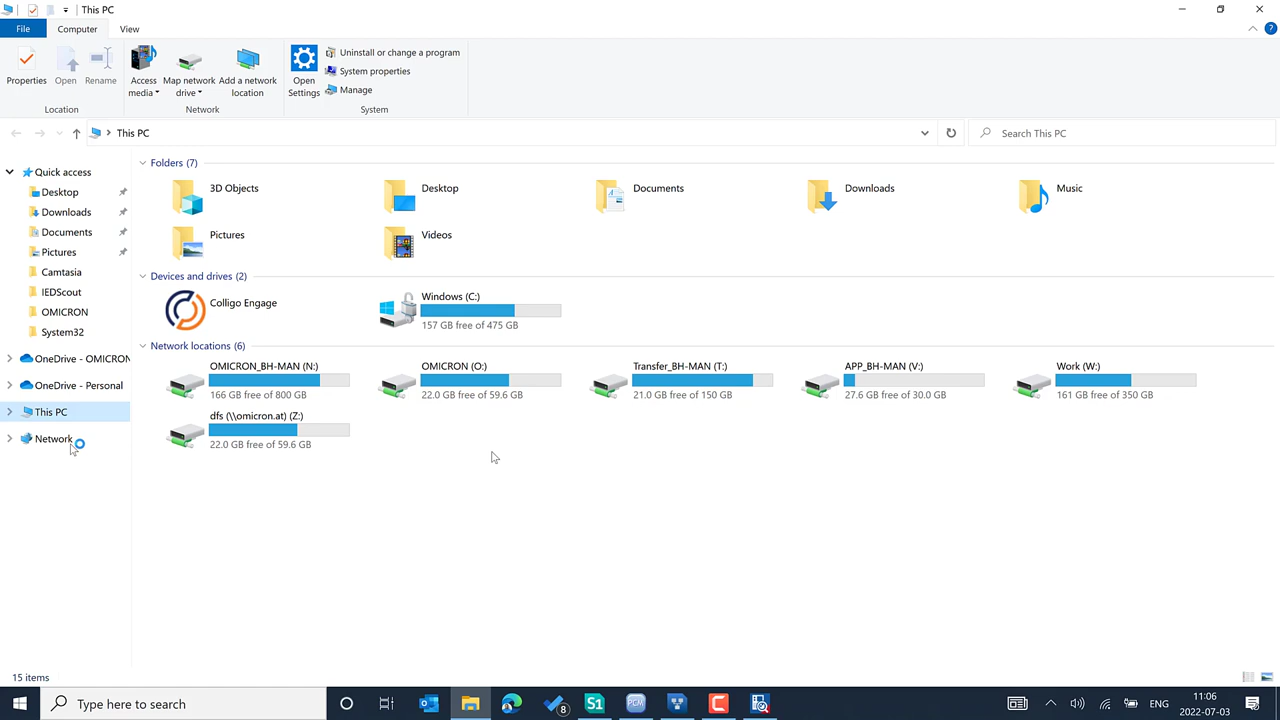 This PC
File Computer View
Properties Open Rename Access media Map network drive Add a network location Open Settings Uninstall or change a program
System properties
Manage
Location Network System
This PC Search This PC
Quick access
Desktop
Downloads
Documents
Pictures
Camtasia
IEDScout
OMICRON
System32
OneDrive - OMICRON
OneDrive - Personal
This PC
Network
Folders (7)
3D Objects Desktop Documents Downloads Music
Pictures Videos
Devices and drives (2)
Colligo Engage
Windows (C:)
157 GB free of 475 GB
Network locations (6)
OMICRON_BH-MAN (N:)
166 GB free of 800 GB
OMICRON (O:)
22.0 GB free of 59.6 GB
Transfer_BH-MAN (T:)
21.0 GB free of 150 GB
APP_BH-MAN (V:)
27.6 GB free of 30.0 GB
Work (W:)
161 GB free of 350 GB
dfs (\\omicron.at) (Z:)
22.0 GB free of 59.6 GB
15 items
Type here to search
8
S1
PCM
ENG
11:06
2022-07-03